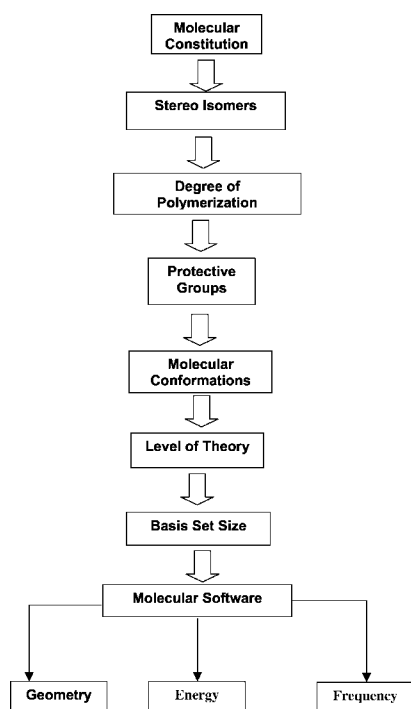 Molecular
Constitution
Stereo Isomers
Degree of
Polymerization
Protective
Groups
Molecular
Conformations
Level of Theory
Basis Set Size
Molecular Software
Geometry
Energy
Frequency